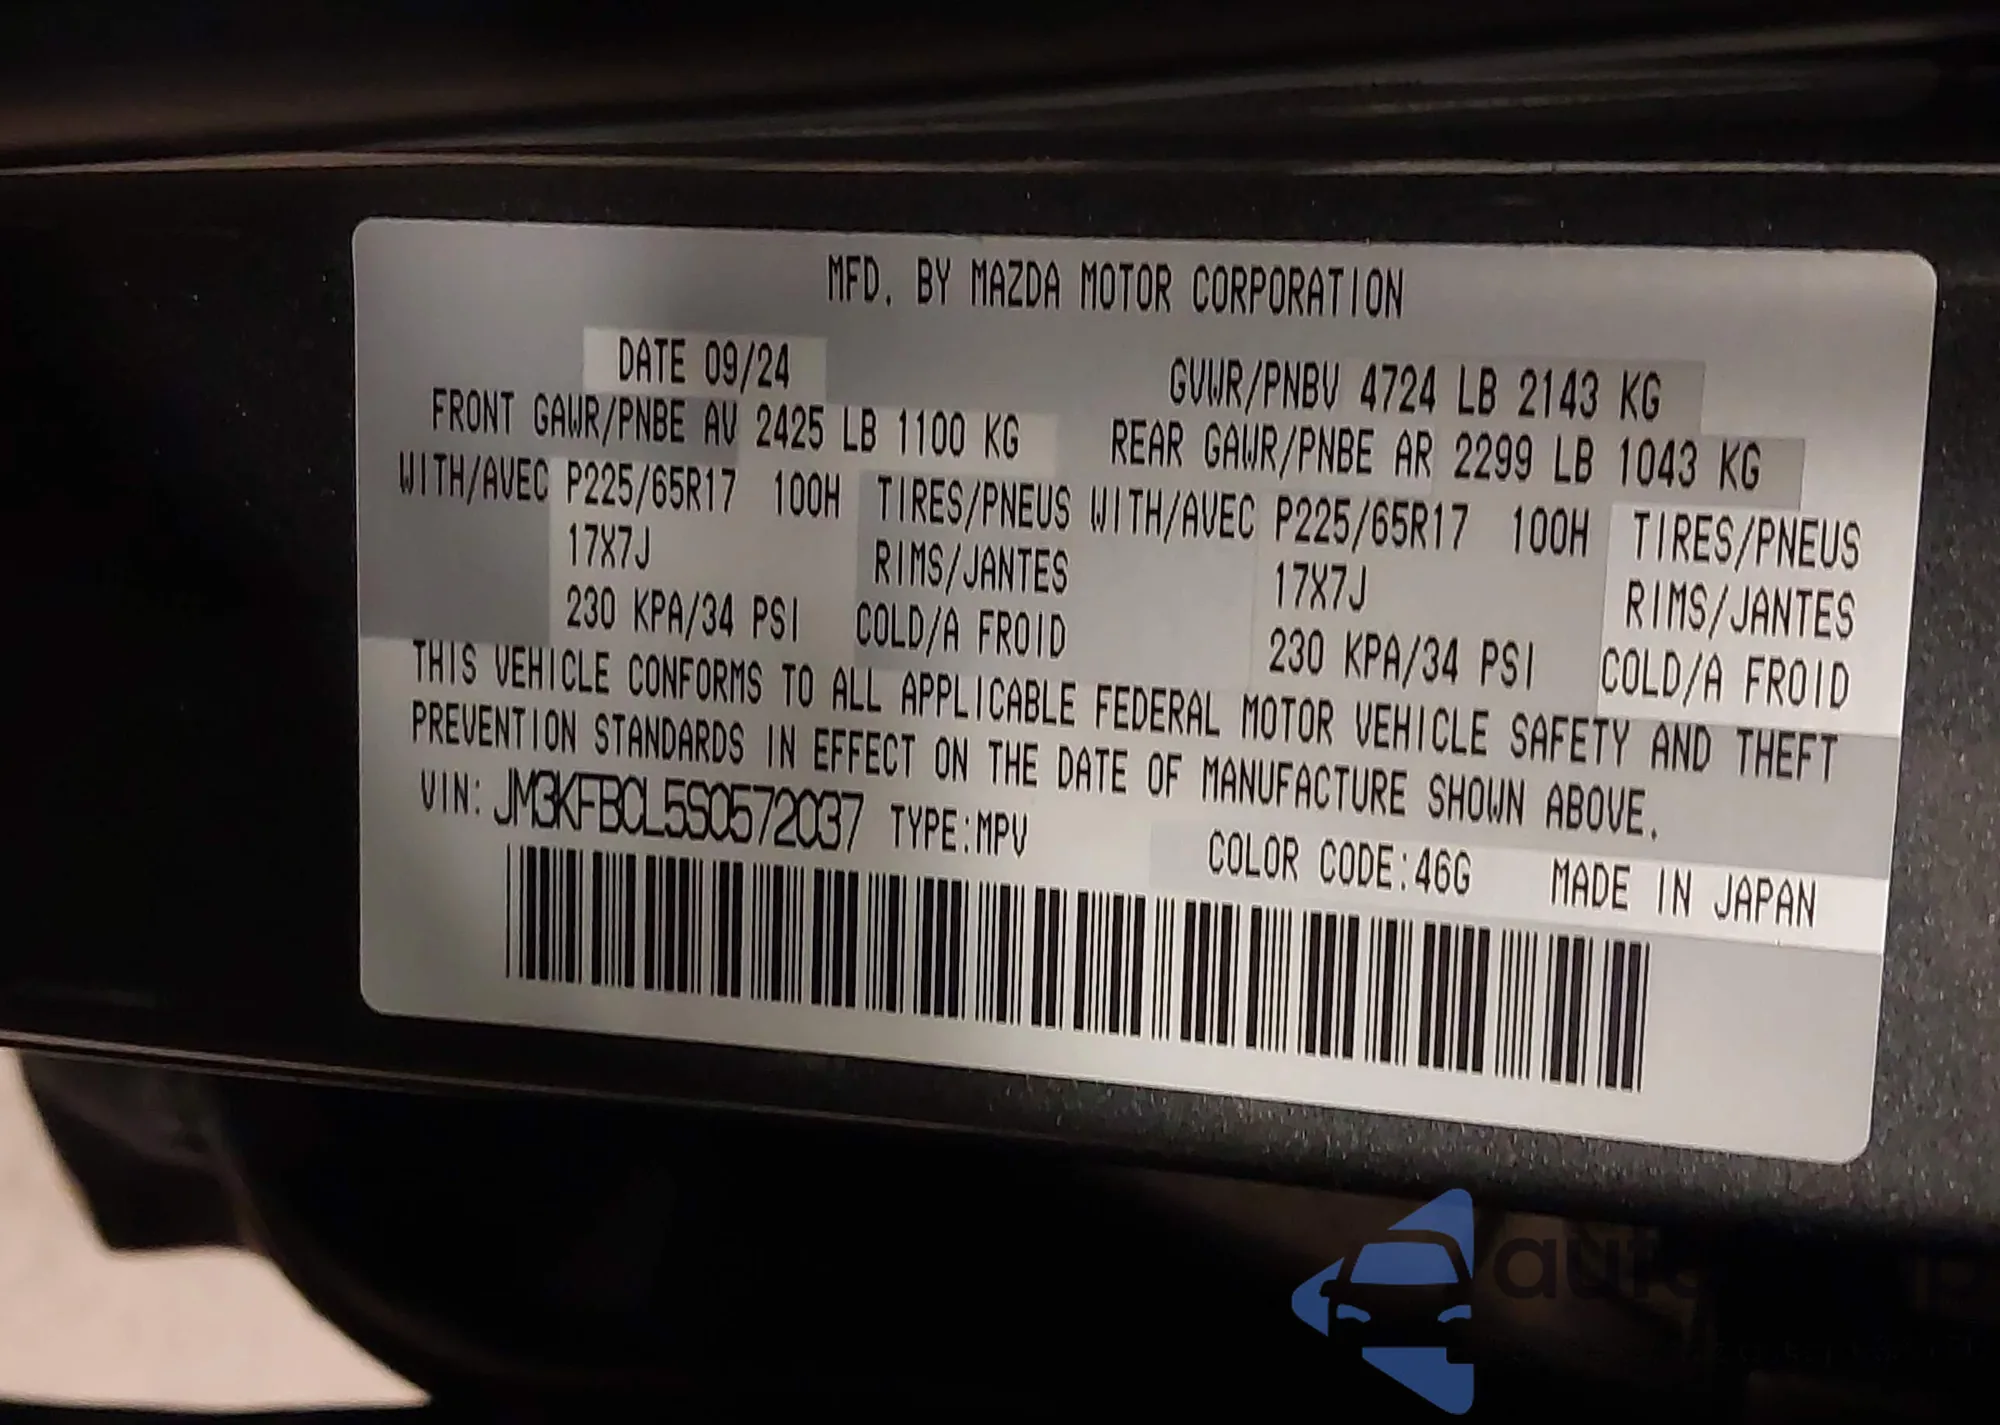 MFD. BY MAZDA MOTOR CORPORATION
DATE 09/24 GVWR/PNBV 4724 LB 2143 KG
FRONT GAWR/PNBE AV 2425 LB 1100 KG REAR GAWR/PNBE AR 2299 LB 1043 KG
WITH/AVEC P225/65R17 100H TIRES/PNEUS WITH/AVEC P225/65R17 100H TIRES/PNEUS
17X7J RIMS/JANTES 17X7J RIMS/JANTES
230 KPA/34 PSI COLD/A FROID 230 KPA/34 PSI COLD/A FROID
THIS VEHICLE CONFORMS TO ALL APPLICABLE FEDERAL MOTOR VEHICLE SAFETY AND THEFT
PREVENTION STANDARDS IN EFFECT ON THE DATE OF MANUFACTURE SHOWN ABOVE.
VIN: JM3KFBCL5S0572037 TYPE:MPV COLOR CODE:46G MADE IN JAPAN